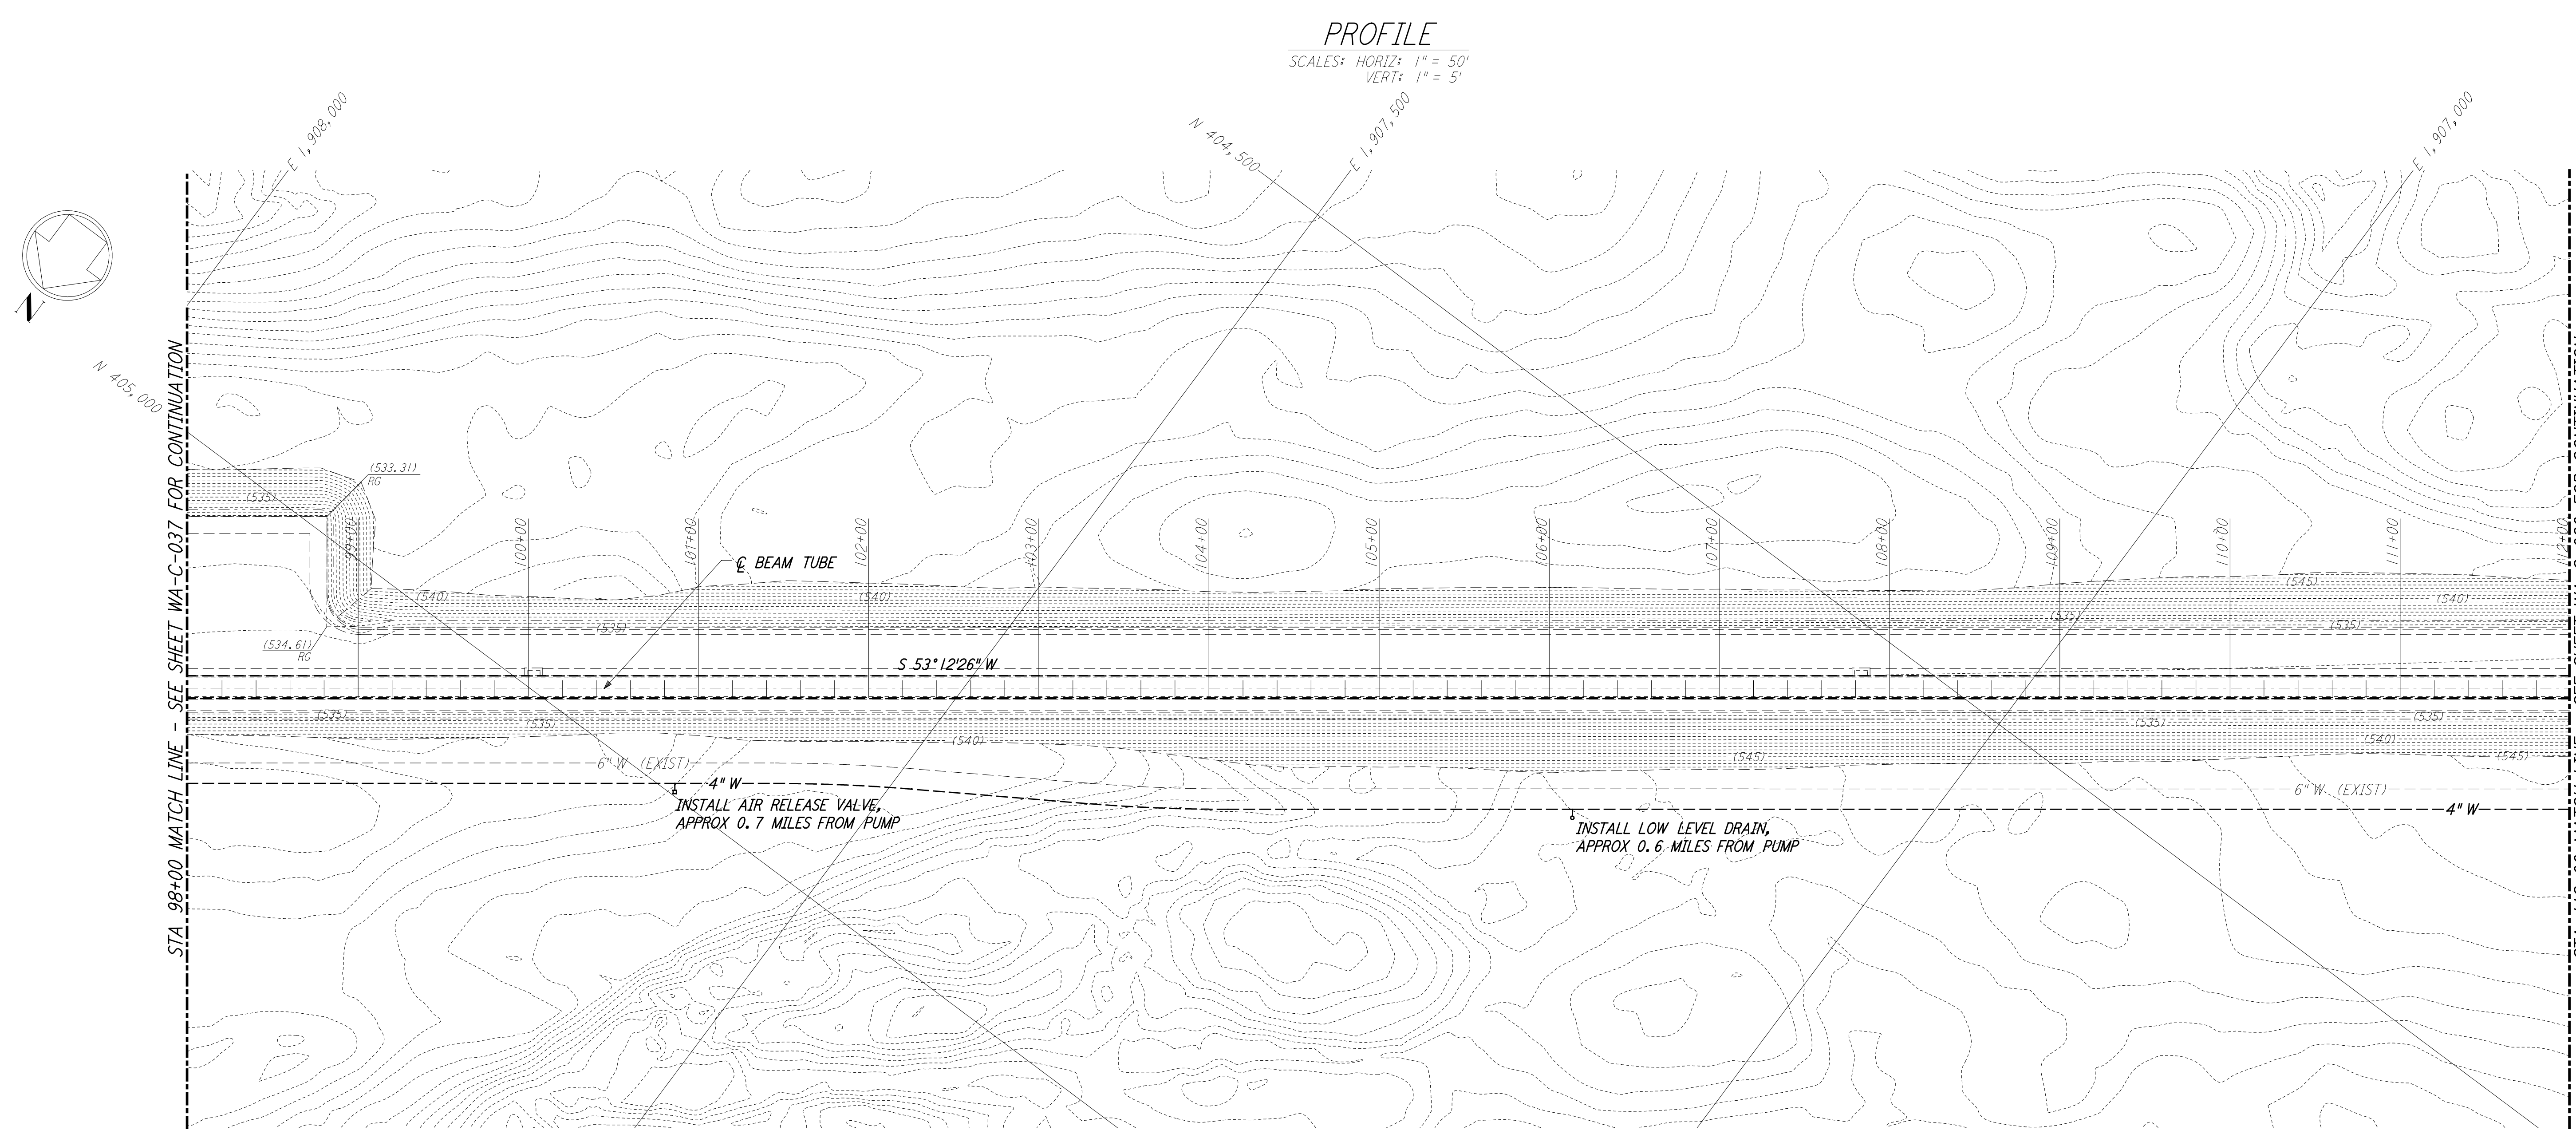 PROFILE
SCALES: HORIZ: 1" = 50'
VERT: 1" = 5'
E 1,908,000
N 404,500
E 1,907,500
E 1,907,000
N
N 405,000
STA 98+00 MATCH LINE - SEE SHEET WA-C-037 FOR CONTINUATION
(533.31)
RG
(535)
99+00
100+00
101+00
102+00
103+00
104+00
105+00
106+00
107+00
108+00
109+00
110+00
111+00
112+00
℄ BEAM TUBE
(540)
(540)
(545)
(540)
(535)
(535)
(535)
(534.61)
RG
S 53°12'26" W
(535)
(535)
(540)
(545)
(535)
(535)
(540)
(545)
6" W (EXIST)
4" W
INSTALL AIR RELEASE VALVE,
APPROX 0.7 MILES FROM PUMP
6" W (EXIST)
4" W
INSTALL LOW LEVEL DRAIN,
APPROX 0.6 MILES FROM PUMP